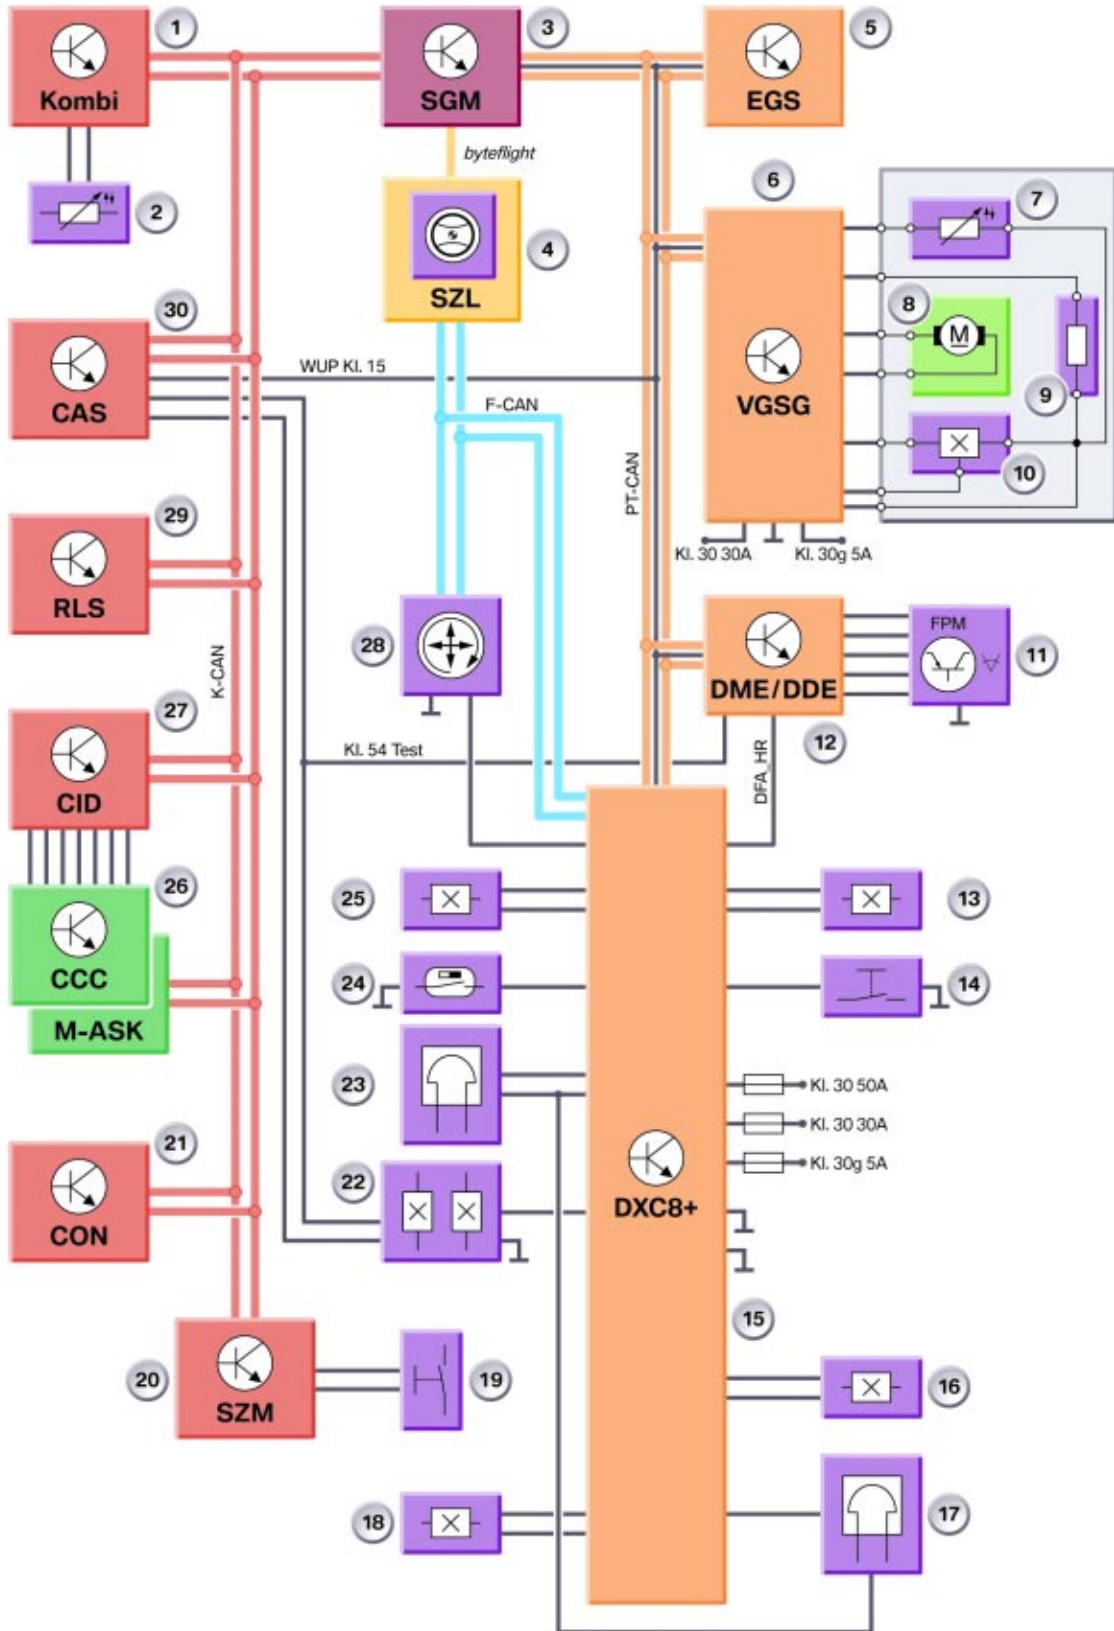 1
3
5
Kombi
SGM
EGS
byteflight
6
2
7
4
SZL
8
30
WUP Kl. 15
CAS
VGSG
9
F-CAN
10
PT-CAN
29
RLS
Kl. 30 30A
Kl. 30g 5A
28
FPM
11
K-CAN
DME/DDE
27
12
Kl. 54 Test
DFA_HR
CID
26
25
13
CCC
24
14
M-ASK
23
Kl. 30 50A
Kl. 30 30A
21
22
Kl. 30g 5A
DXC8+
CON
15
20
19
16
SZM
18
17